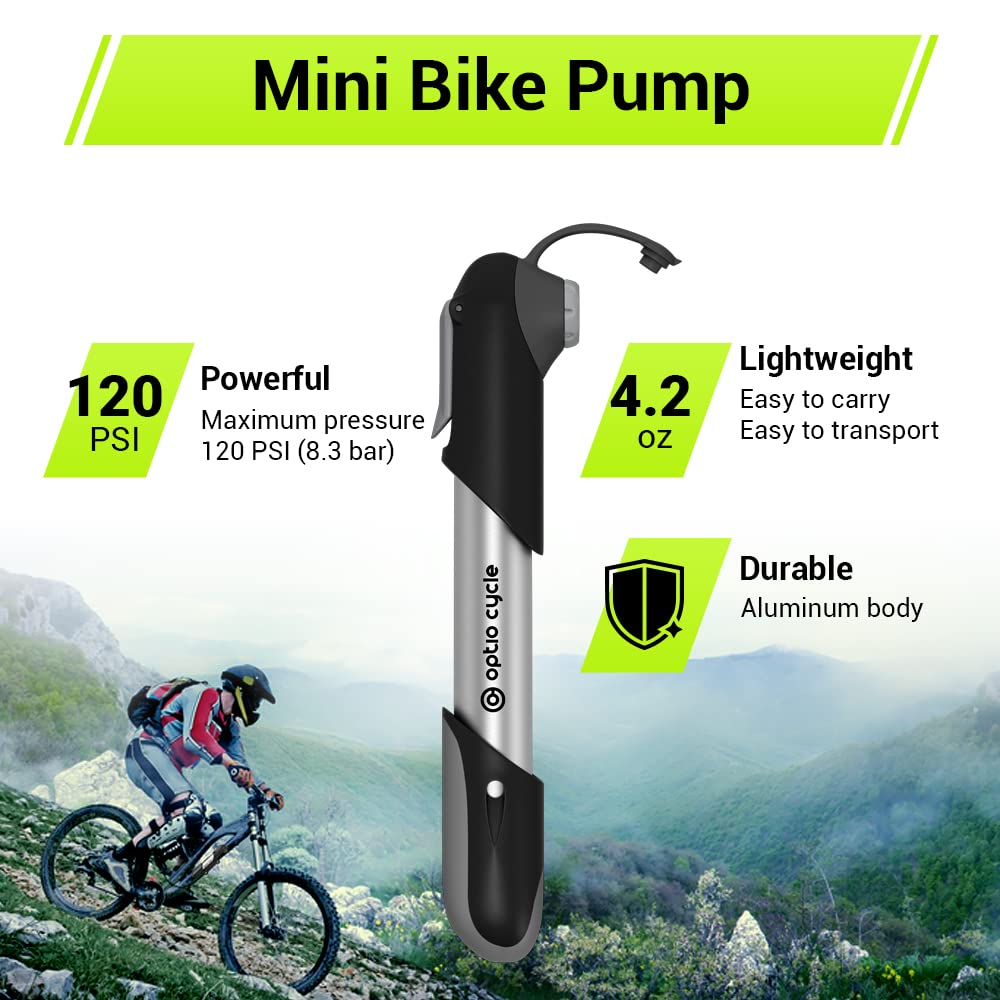 Mini Bike Pump
120
PSI
Powerful
Maximum pressure
120 PSI (8.3 bar)
4.2
oz
Lightweight
Easy to carry
Easy to transport
Durable
Aluminum body
optio cycle